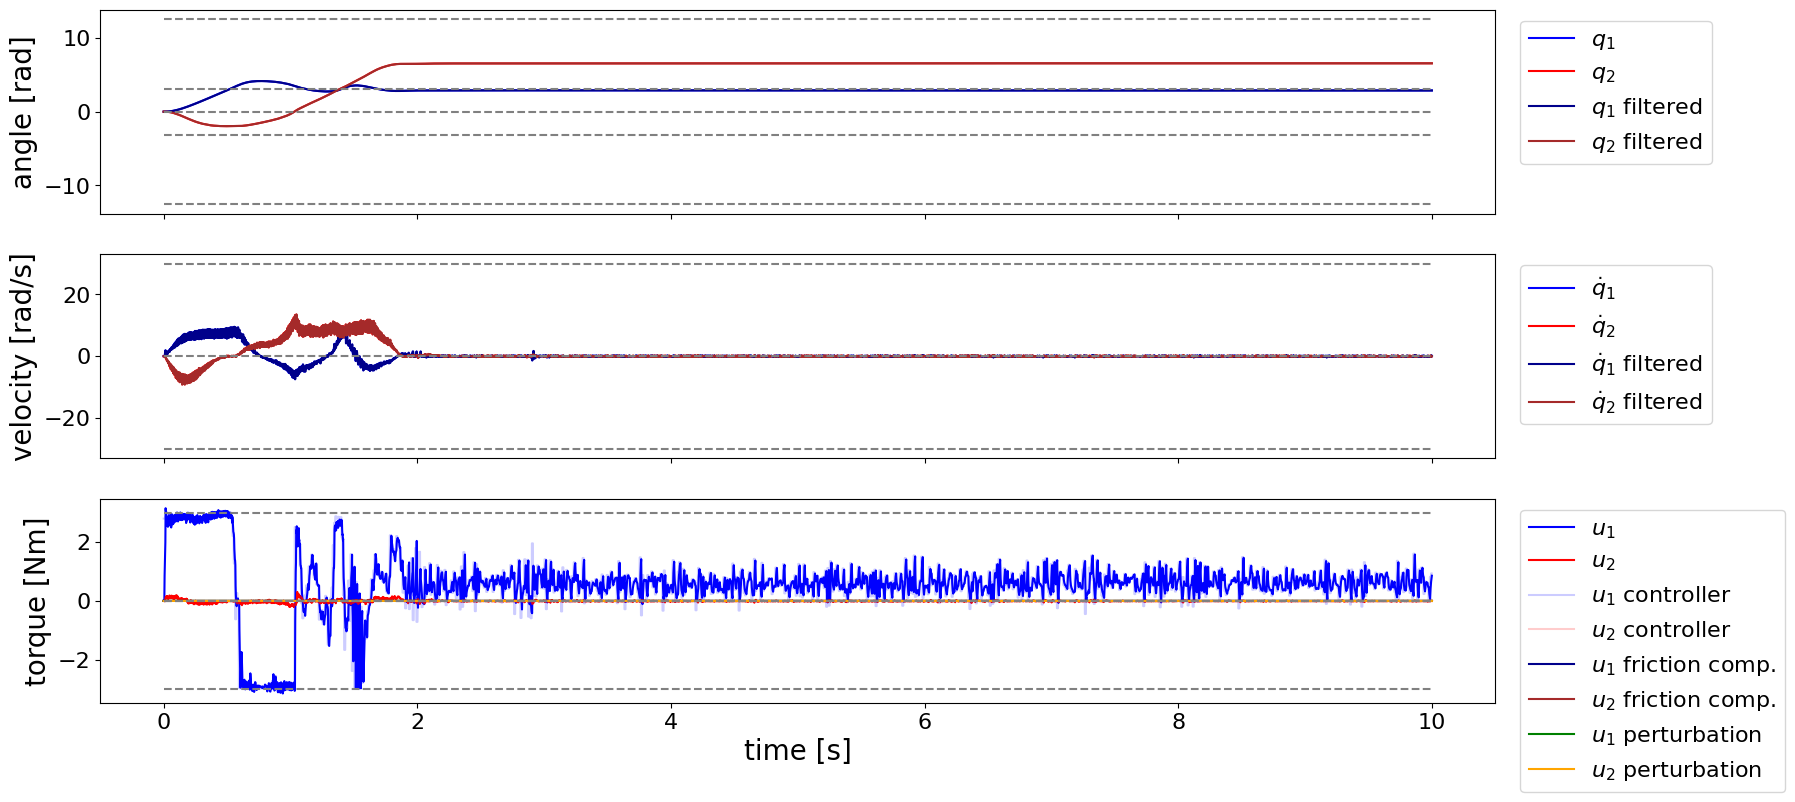 angle [rad]
10
0
−10
q₁
q₂
q₁ filtered
q₂ filtered
velocity [rad/s]
20
0
−20
q̇₁
q̇₂
q̇₁ filtered
q̇₂ filtered
torque [Nm]
2
0
−2
0 2 4 6 8 10
time [s]
u₁
u₂
u₁ controller
u₂ controller
u₁ friction comp.
u₂ friction comp.
u₁ perturbation
u₂ perturbation